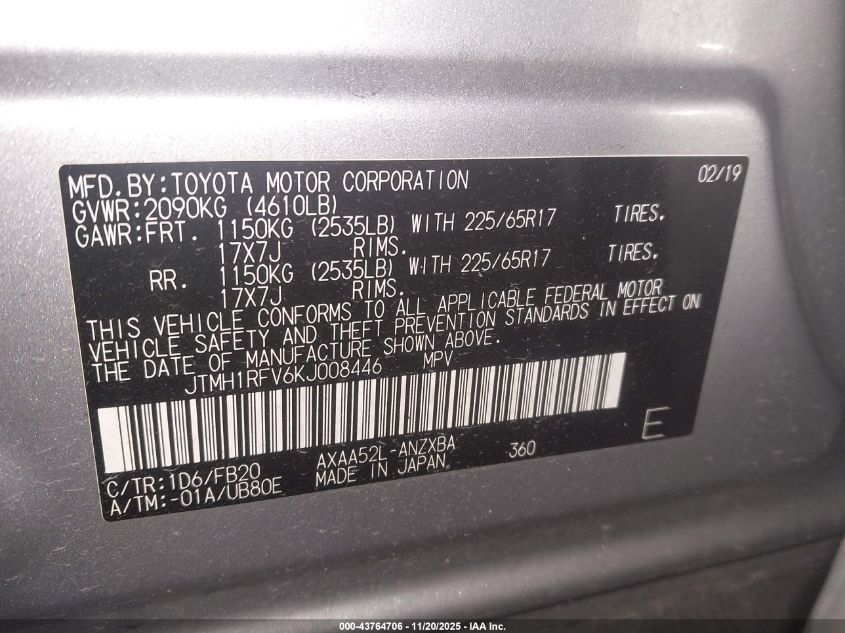 MFD. BY: TOYOTA MOTOR CORPORATION 02/19
GVWR: 2090KG (4610LB)
GAWR: FRT. 1150KG (2535LB) WITH 225/65R17 TIRES.
17X7J RIMS.
RR. 1150KG (2535LB) WITH 225/65R17 TIRES.
17X7J RIMS.
THIS VEHICLE CONFORMS TO ALL APPLICABLE FEDERAL MOTOR
VEHICLE SAFETY AND THEFT PREVENTION STANDARDS IN EFFECT ON
THE DATE OF MANUFACTURE SHOWN ABOVE.
JTMH1RFV6KJ008446 MPV
E
C/TR: 1D6/FB20 AXAA52L-ANZXBA 360
A/TM: -01A/UB80E MADE IN JAPAN
000-43764706 - 11/20/2025 - IAA Inc.